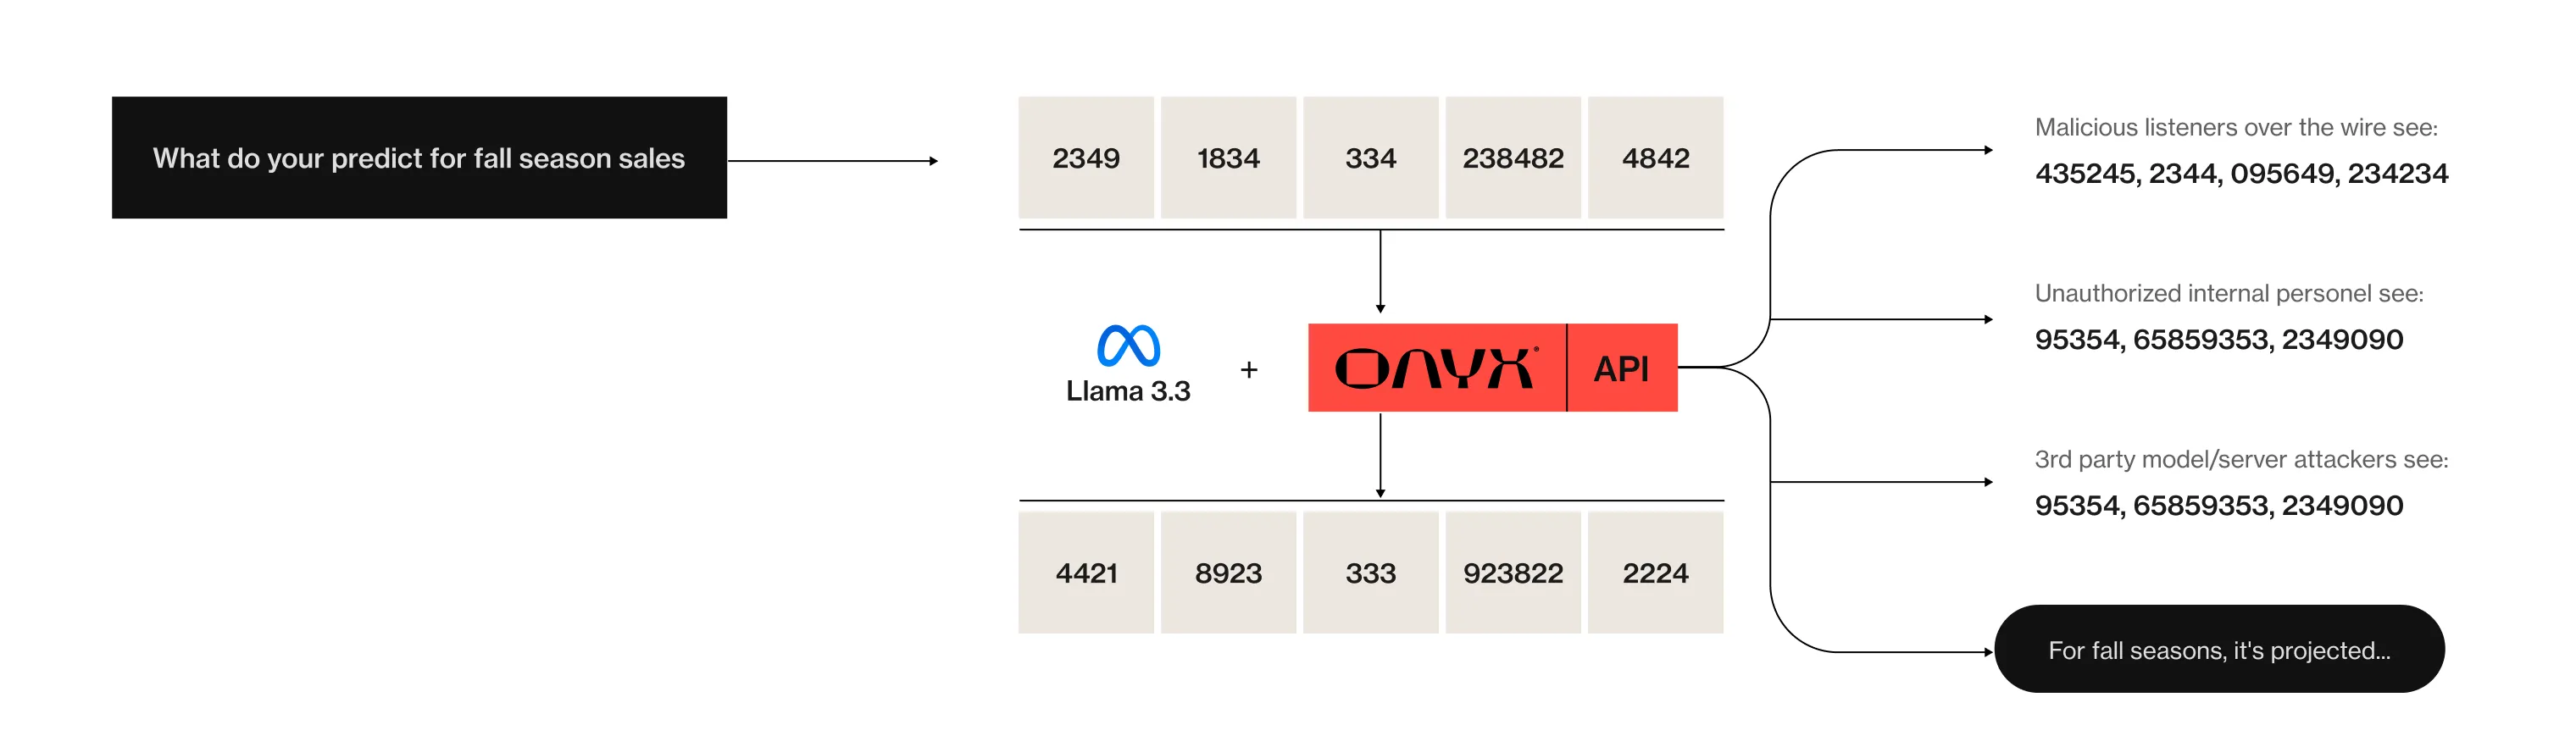 What do your predict for fall season sales
2349 1834 334 238482 4842
Llama 3.3
+
ONYX API
4421 8923 333 923822 2224
Malicious listeners over the wire see:
435245, 2344, 095649, 234234
Unauthorized internal personel see:
95354, 65859353, 2349090
3rd party model/server attackers see:
95354, 65859353, 2349090
For fall seasons, it's projected...